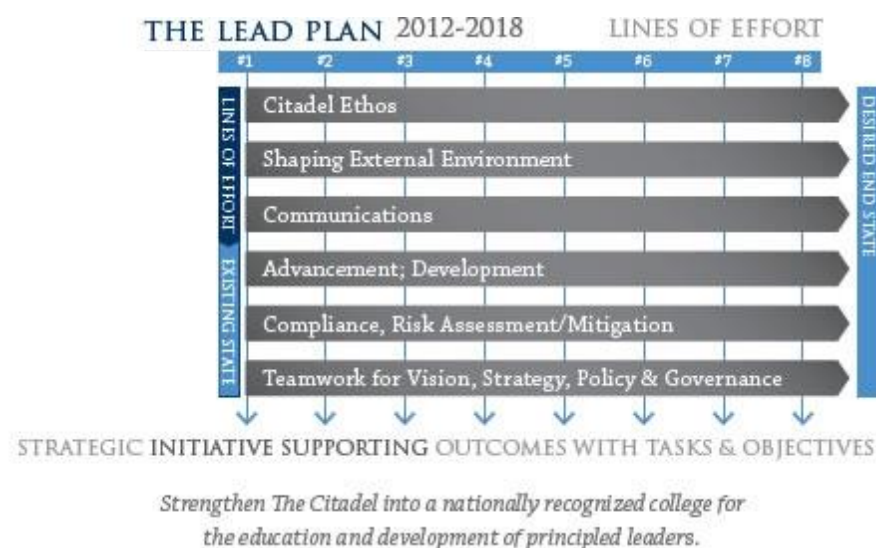 THE LEAD PLAN 2012-2018 LINES OF EFFORT
#1 #2 #3 #4 #5 #6 #7 #8
LINES OF EFFORT
EXISTING STATE
Citadel Ethos
Shaping External Environment
Communications
Advancement; Development
Compliance, Risk Assessment/Mitigation
Teamwork for Vision, Strategy, Policy & Governance
DESIRED END STATE
STRATEGIC INITIATIVE SUPPORTING OUTCOMES WITH TASKS & OBJECTIVES
Strengthen The Citadel into a nationally recognized college for
the education and development of principled leaders.